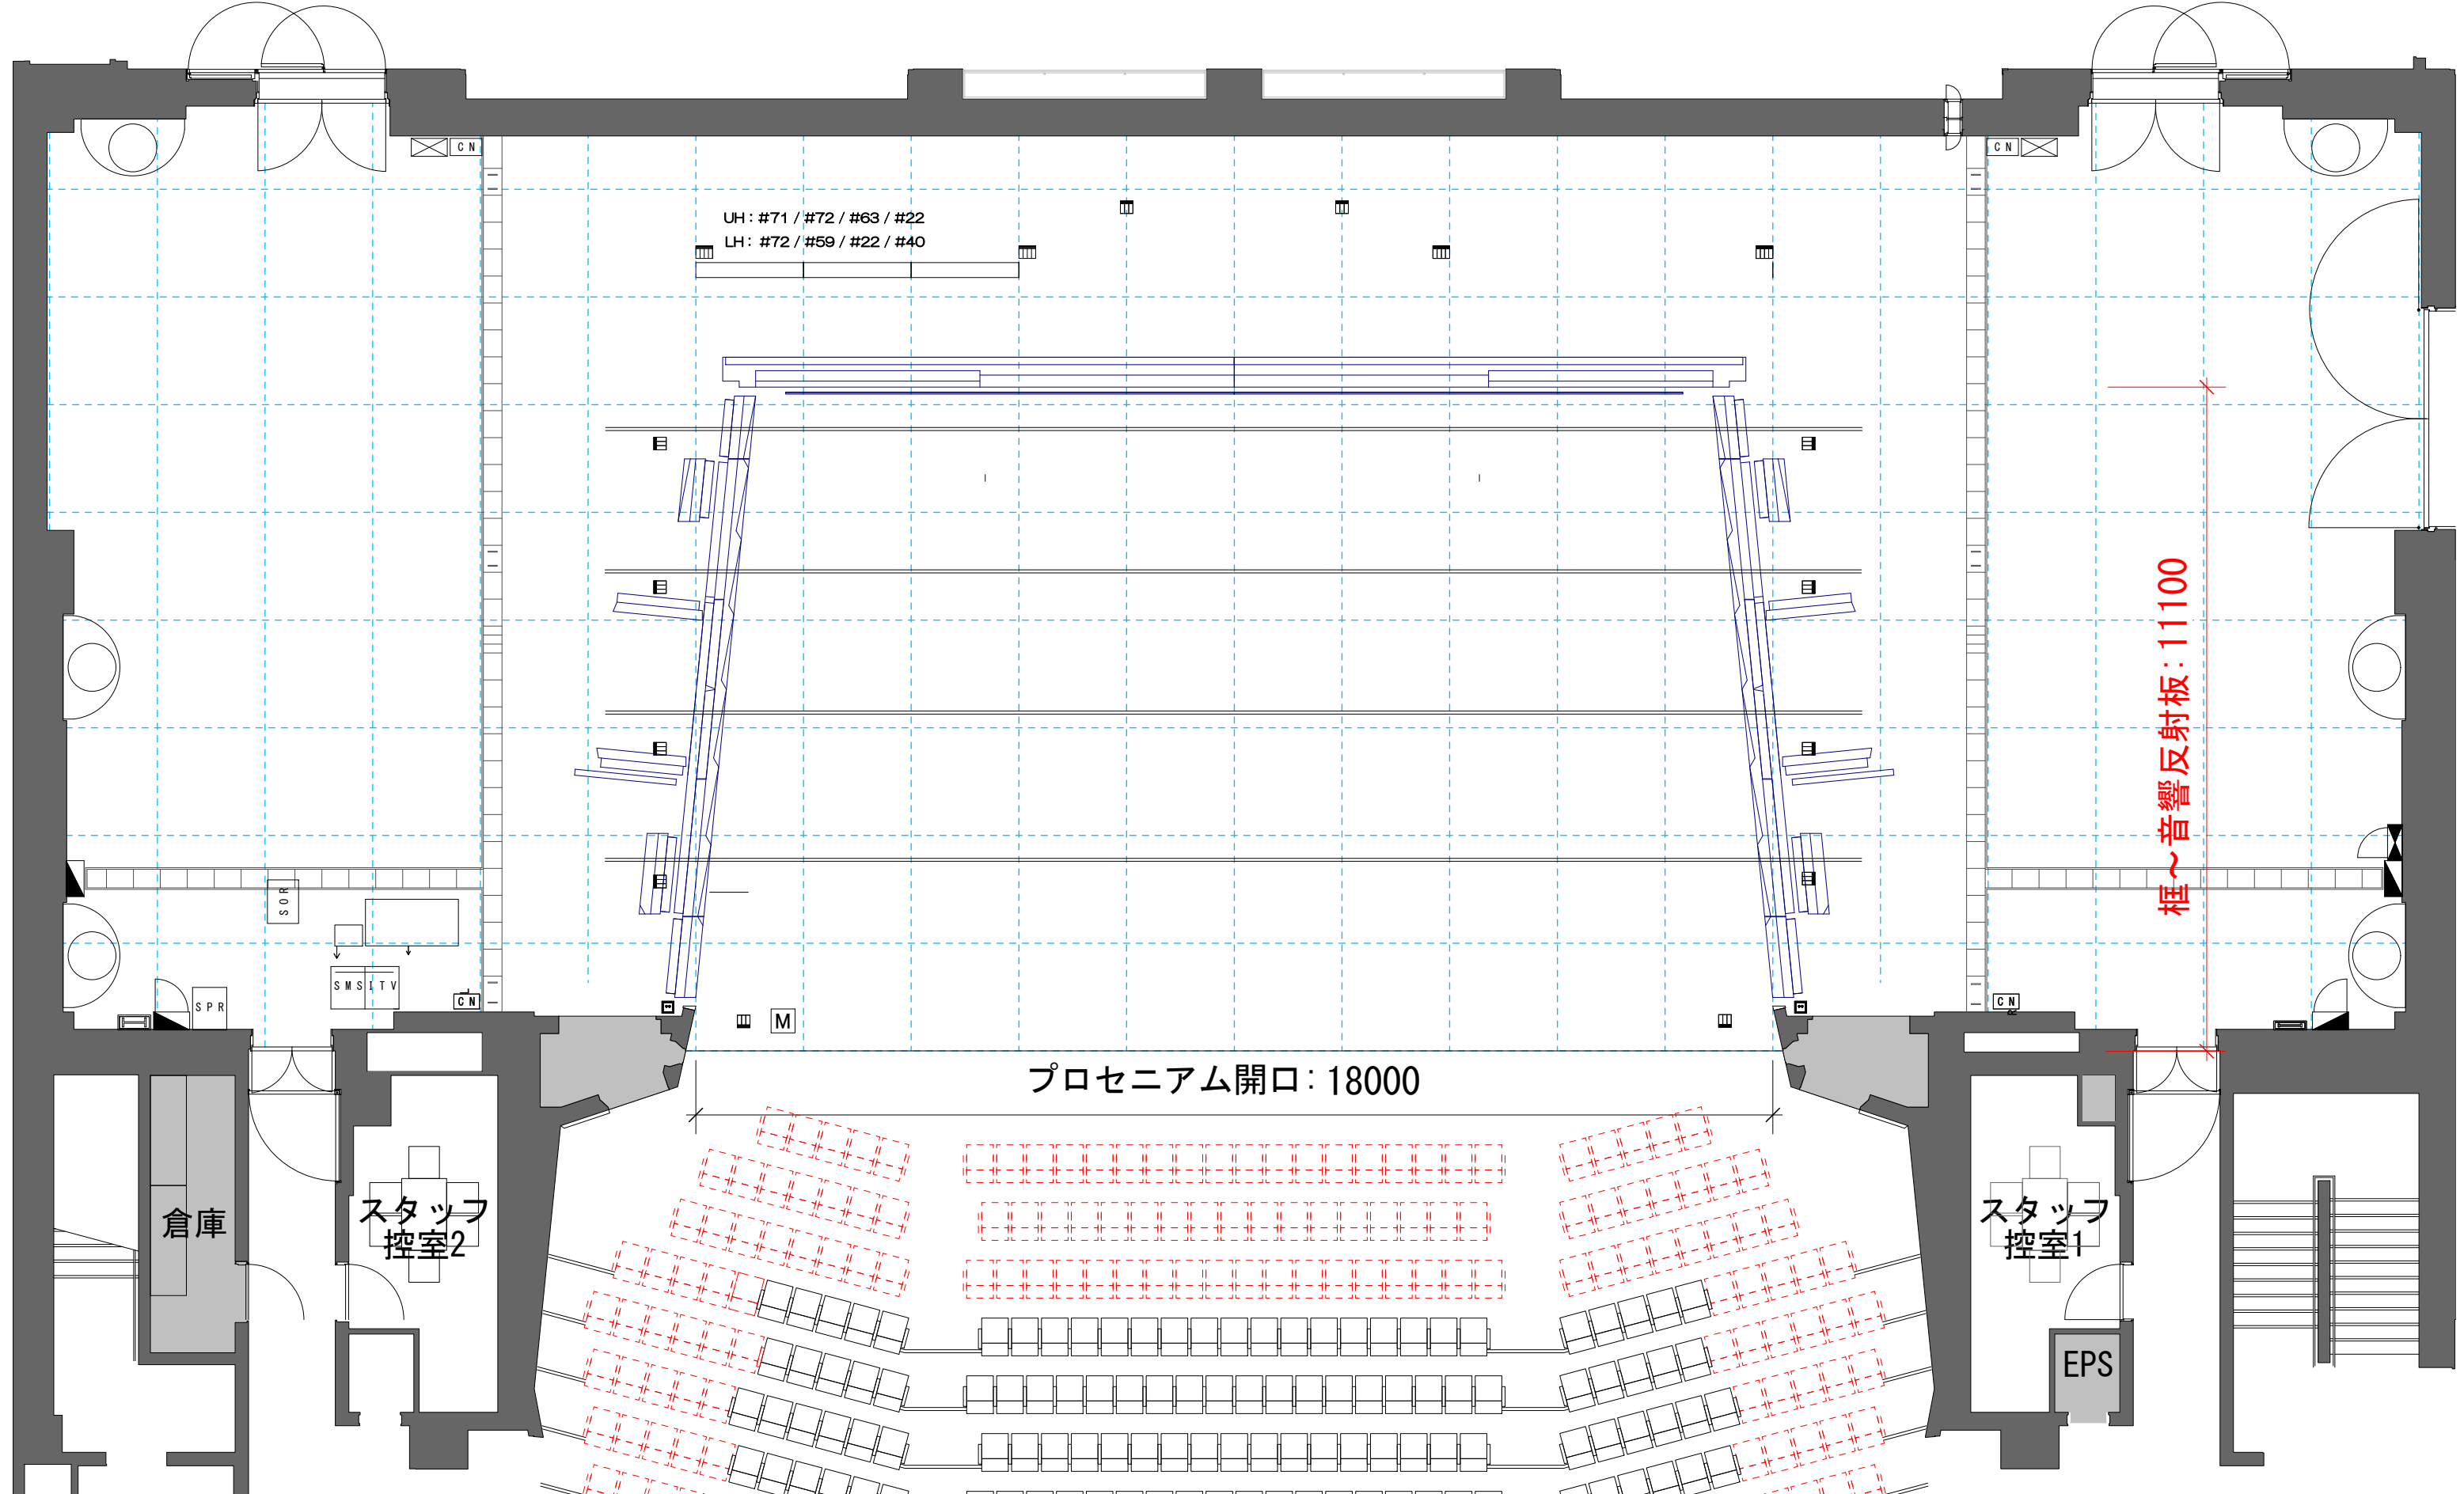 CN
CN
UH : #71 / #72 / #63 / #22
LH : #72 / #59 / #22 / #40
框～音響反射板：11100
SOR
SMS
ITV
SPR
CN
CN
M
プロセニアム開口：18000
倉庫
スタッフ
控室2
スタッフ
控室1
EPS